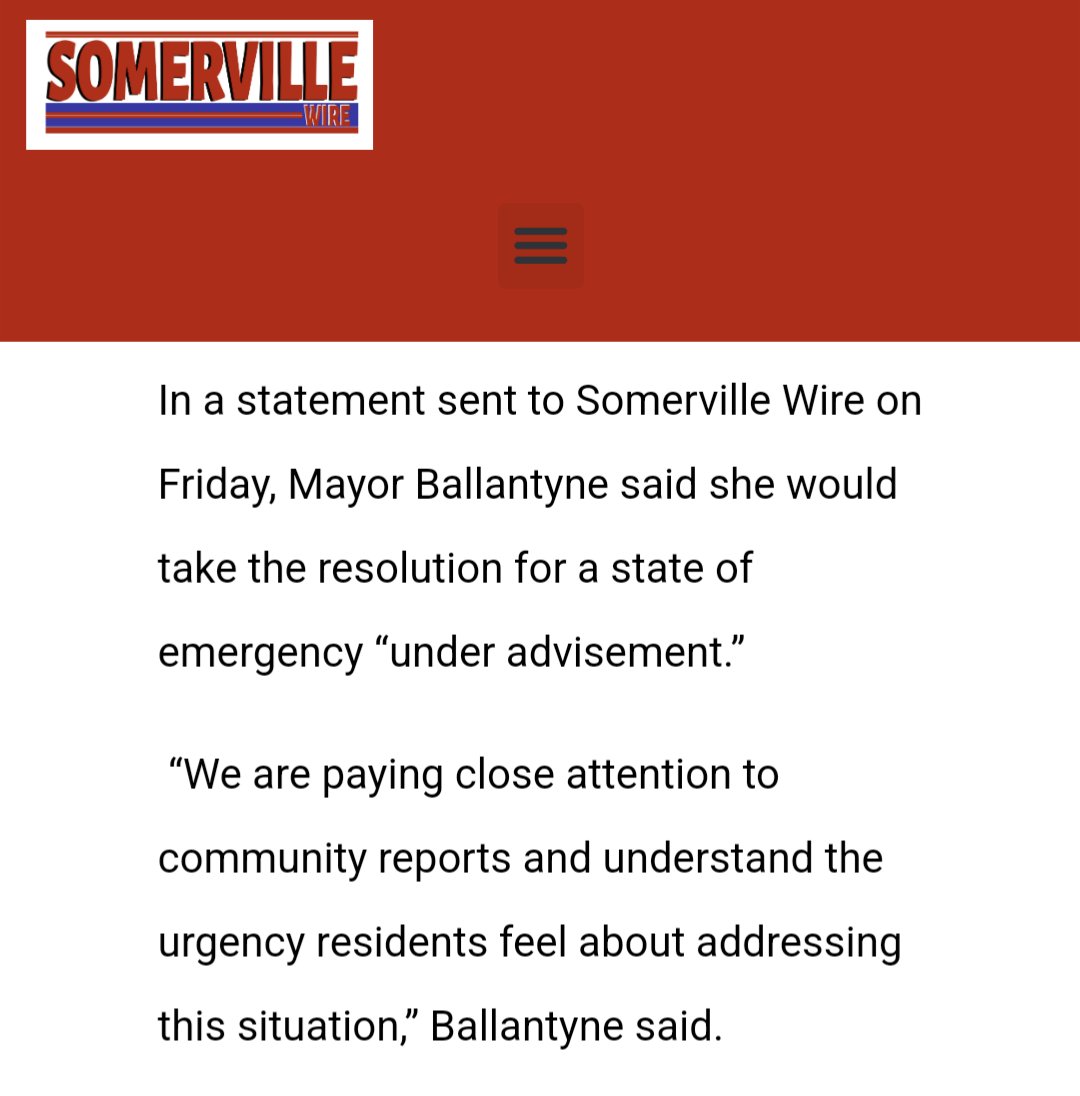 SOMERVILLE
WIRE
In a statement sent to Somerville Wire on
Friday, Mayor Ballantyne said she would
take the resolution for a state of
emergency “under advisement.”
“We are paying close attention to
community reports and understand the
urgency residents feel about addressing
this situation,” Ballantyne said.